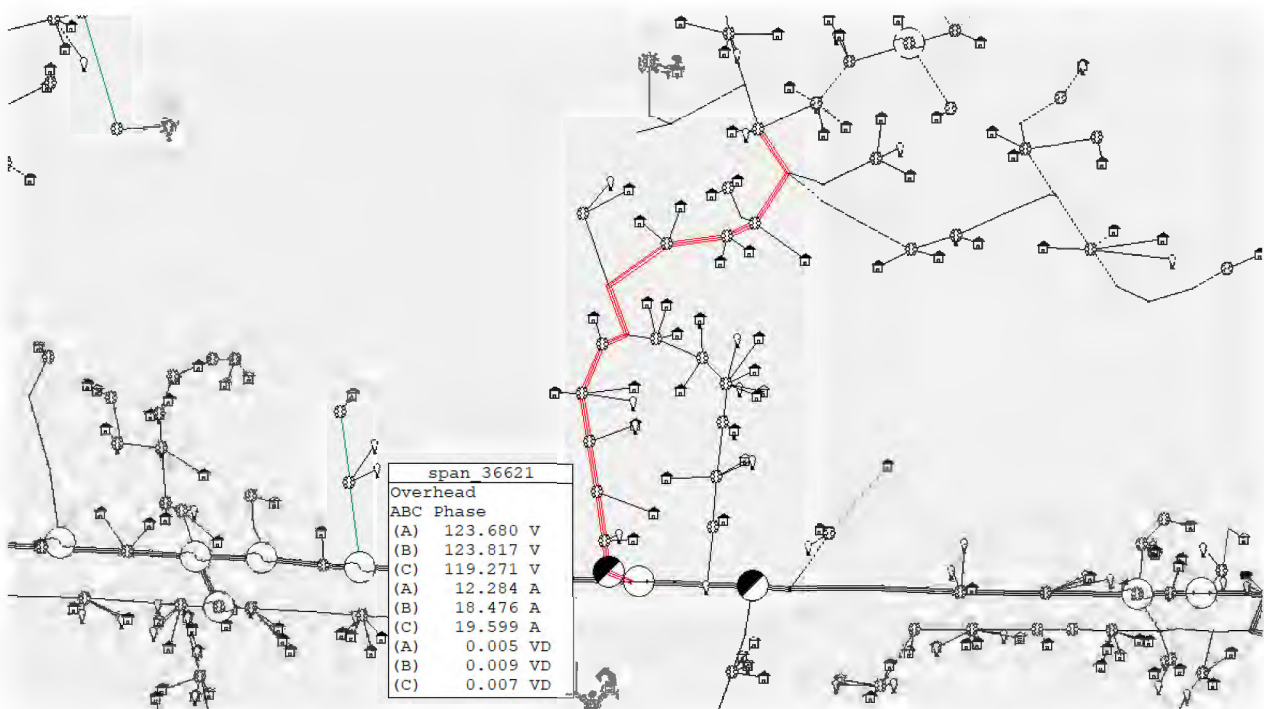 span_36621
Overhead
ABC Phase
(A) 123.680 V
(B) 123.817 V
(C) 119.271 V
(A) 12.284 A
(B) 18.476 A
(C) 19.599 A
(A) 0.005 VD
(B) 0.009 VD
(C) 0.007 VD